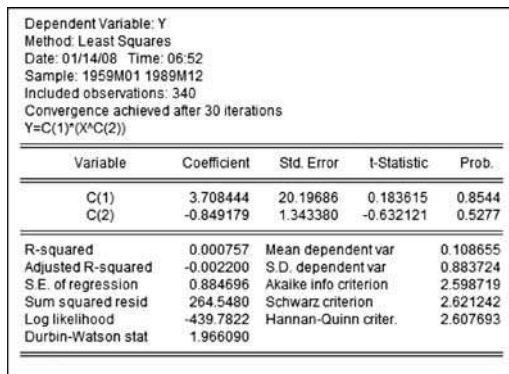 Dependent Variable: Y
Method: Least Squares
Date: 01/14/08 Time: 06:52
Sample: 1959M01 1989M12
Included observations: 340
Convergence achieved after 30 iterations
Y=C(1)*(X^C(2))
Variable Coefficient Std. Error t-Statistic Prob.
C(1) 3.708444 20.19686 0.183615 0.8544
C(2) -0.849179 1.343380 -0.632121 0.5277
R-squared 0.000757 Mean dependent var 0.108655
Adjusted R-squared -0.002200 S.D. dependent var 0.883724
S.E. of regression 0.884696 Akaike info criterion 2.598719
Sum squared resid 264.5480 Schwarz criterion 2.621242
Log likelihood -439.7822 Hannan-Quinn criter. 2.607693
Durbin-Watson stat 1.966090